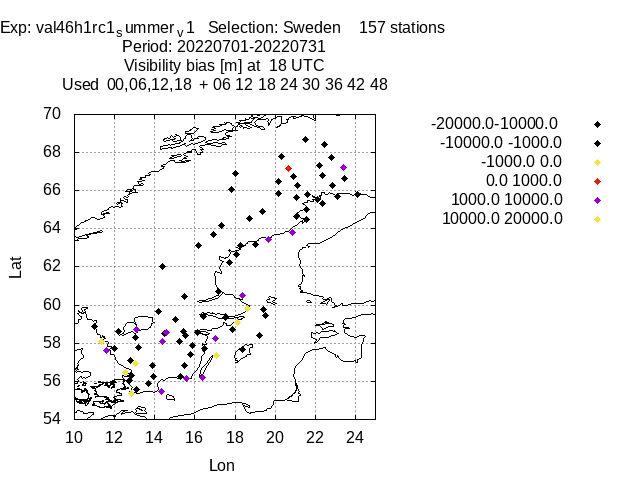 Exp: val46h1rc1summerv1 Selection: Sweden 157 stations
Period: 20220701-20220731
Visibility bias [m] at 18 UTC
Used 00,06,12,18 + 06 12 18 24 30 36 42 48
-20000.0-10000.0
-10000.0 -1000.0
-1000.0 0.0
0.0 1000.0
1000.0 10000.0
10000.0 20000.0
70
68
66
64
62
60
58
56
54
Lat
10 12 14 16 18 20 22 24
Lon